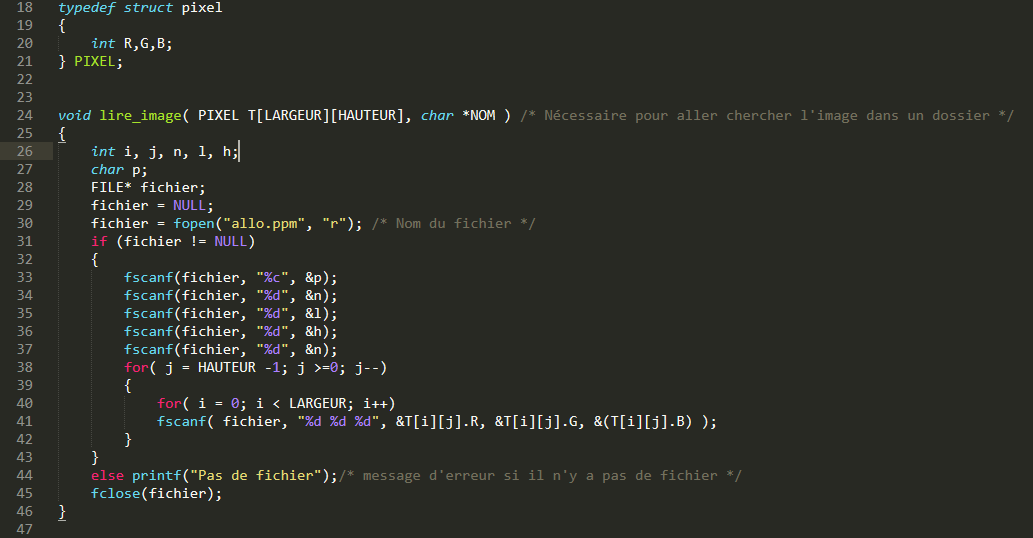 18 typedef struct pixel
19 {
20 int R,G,B;
21 } PIXEL;
22
23
24 void lire_image( PIXEL T[LARGEUR][HAUTEUR], char *NOM ) /* Nécessaire pour aller chercher l'image dans un dossier */
25 {
26 int i, j, n, l, h;
27 char p;
28 FILE* fichier;
29 fichier = NULL;
30 fichier = fopen("allo.ppm", "r"); /* Nom du fichier */
31 if (fichier != NULL)
32 {
33 fscanf(fichier, "%c", &p);
34 fscanf(fichier, "%d", &n);
35 fscanf(fichier, "%d", &l);
36 fscanf(fichier, "%d", &h);
37 fscanf(fichier, "%d", &n);
38 for( j = HAUTEUR -1; j >=0; j--)
39 {
40 for( i = 0; i < LARGEUR; i++)
41 fscanf( fichier, "%d %d %d", &T[i][j].R, &T[i][j].G, &(T[i][j].B) );
42 }
43 }
44 else printf("Pas de fichier");/* message d'erreur si il n'y a pas de fichier */
45 fclose(fichier);
46 }
47